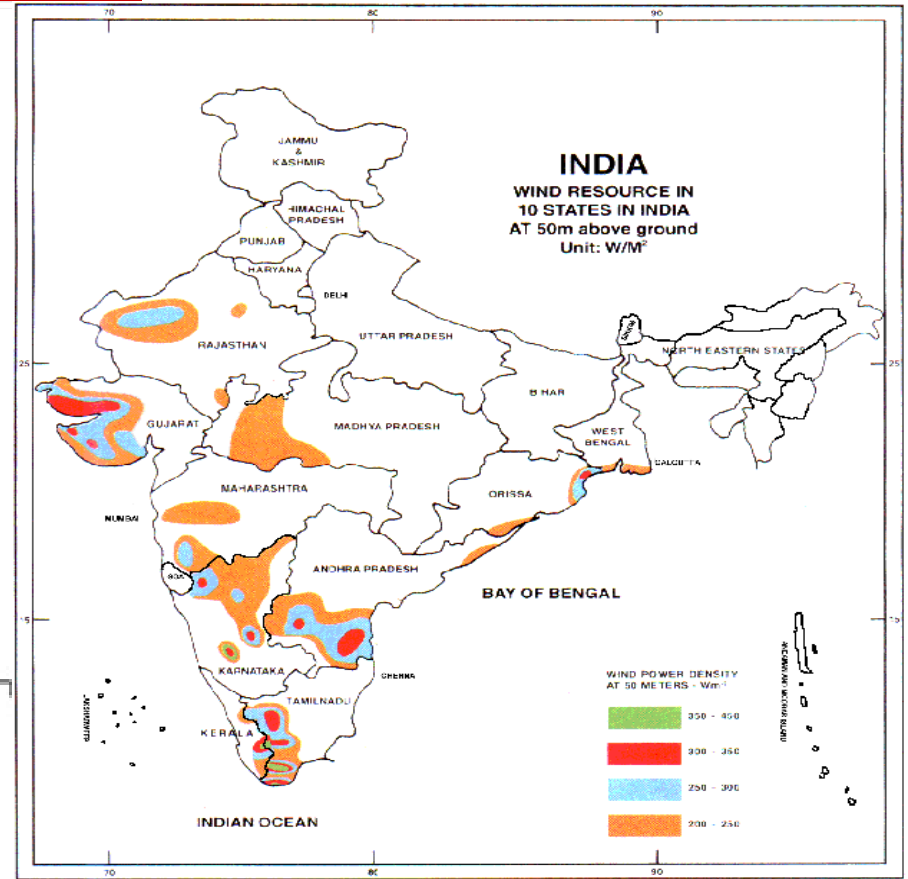 70
80
90
JAMMU
&
KASHMIR
INDIA
WIND RESOURCE IN
10 STATES IN INDIA
AT 50m above ground
Unit: W/M²
HIMACHAL
PRADESH
PUNJAB
HARYANA
DELHI
UTTAR PRADESH
RAJASTHAN
NORTH EASTERN STATES
25
25
BIHAR
GUJARAT
MADHYA PRADESH
WEST
BENGAL
CALCUTTA
MAHARASHTRA
ORISSA
MUNBAI
ANDHRA PRADESH
GOA
BAY OF BENGAL
15
15
KARNATAKA
CHENNA
WIND POWER DENSITY
AT 50 METERS - Wm⁻²
TAMILNADU
KERALA
350 - 450
300 - 350
250 - 300
200 - 250
INDIAN OCEAN
70
80
90